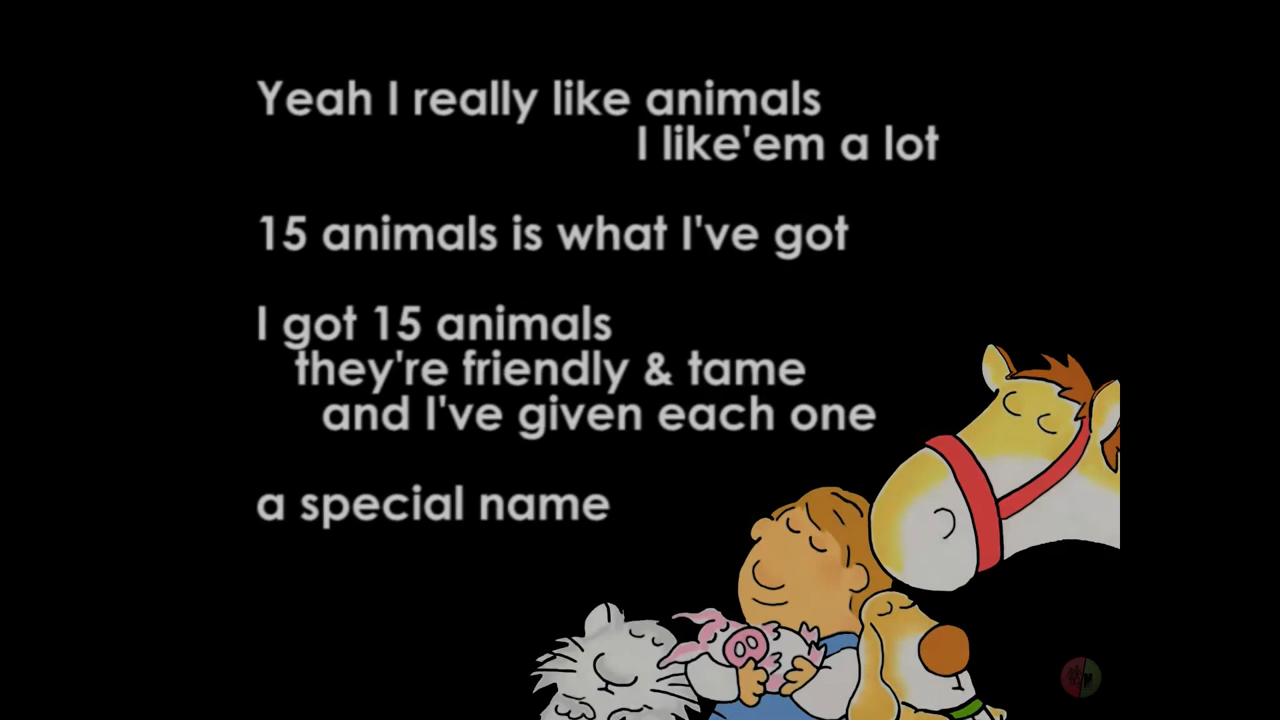 Yeah I really like animals
I like'em a lot
15 animals is what I've got
I got 15 animals
they're friendly & tame
and I've given each one
a special name